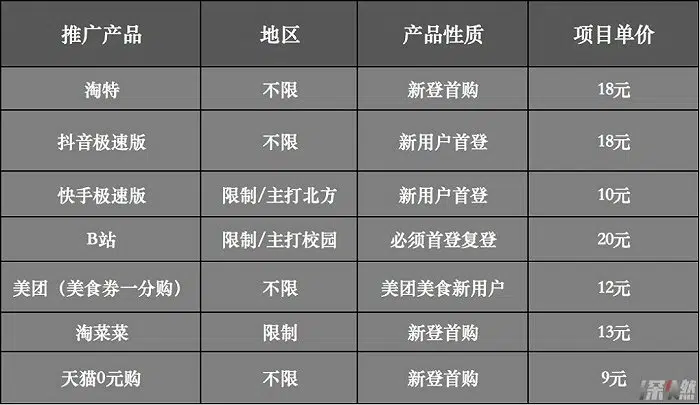 推广产品 地区 产品性质 项目单价
淘特 不限 新登首购 18元
抖音极速版 不限 新用户首登 18元
快手极速版 限制/主打北方 新用户首登 10元
B站 限制/主打校园 必须首登复登 20元
美团（美食券一分购） 不限 美团美食新用户 12元
淘菜菜 限制 新登首购 13元
天猫0元购 不限 新登首购 9元
深 燃